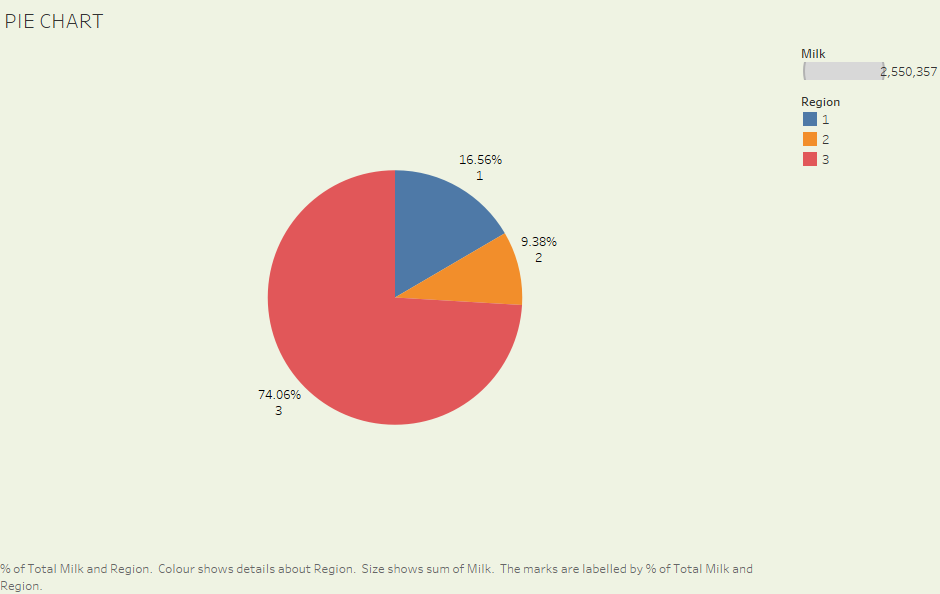 PIE CHART
Milk
2,550,357
Region
1
2
3
16.56%
1
9.38%
2
74.06%
3
% of Total Milk and Region.  Colour shows details about Region.  Size shows sum of Milk.  The marks are labelled by % of Total Milk and
Region.